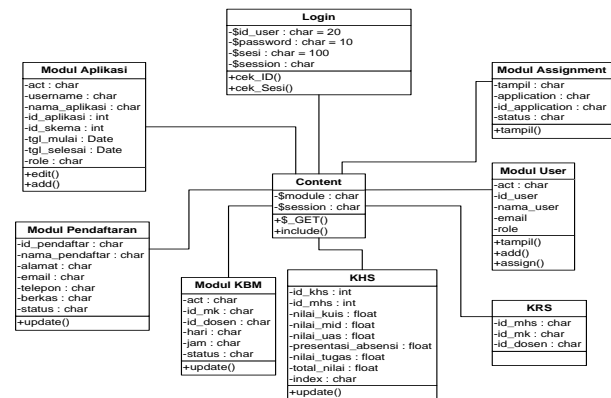 Login
-$id_user : char = 20
-$password : char = 10
-$sesi : char = 100
-$session : char
+cek_ID()
+cek_Sesi()
Modul Aplikasi
-act : char
-username : char
-nama_aplikasi : char
-id_aplikasi : int
-id_skema : int
-tgl_mulai : Date
-tgl_selesai : Date
-role : char
+edit()
+add()
Modul Assignment
-tampil : char
-application : char
-id_application : char
-status : char
+tampil()
Content
-$module : char
-$session : char
+$_GET()
+include()
Modul User
-act : char
-id_user
-nama_user
-email
-role
+tampil()
+add()
+assign()
Modul Pendaftaran
-id_pendaftar : char
-nama_pendaftar : char
-alamat : char
-email : char
-telepon : char
-berkas : char
-status : char
+update()
Modul KBM
-act : char
-id_mk : char
-id_dosen : char
-hari : char
-jam : char
-status : char
+update()
KHS
-id_khs : int
-id_mhs : int
-nilai_kuis : float
-nilai_mid : float
-nilai_uas : float
-presentasi_absensi : float
-nilai_tugas : float
-total_nilai : float
-index : char
+update()
KRS
-id_mhs : char
-id_mk : char
-id_dosen : char